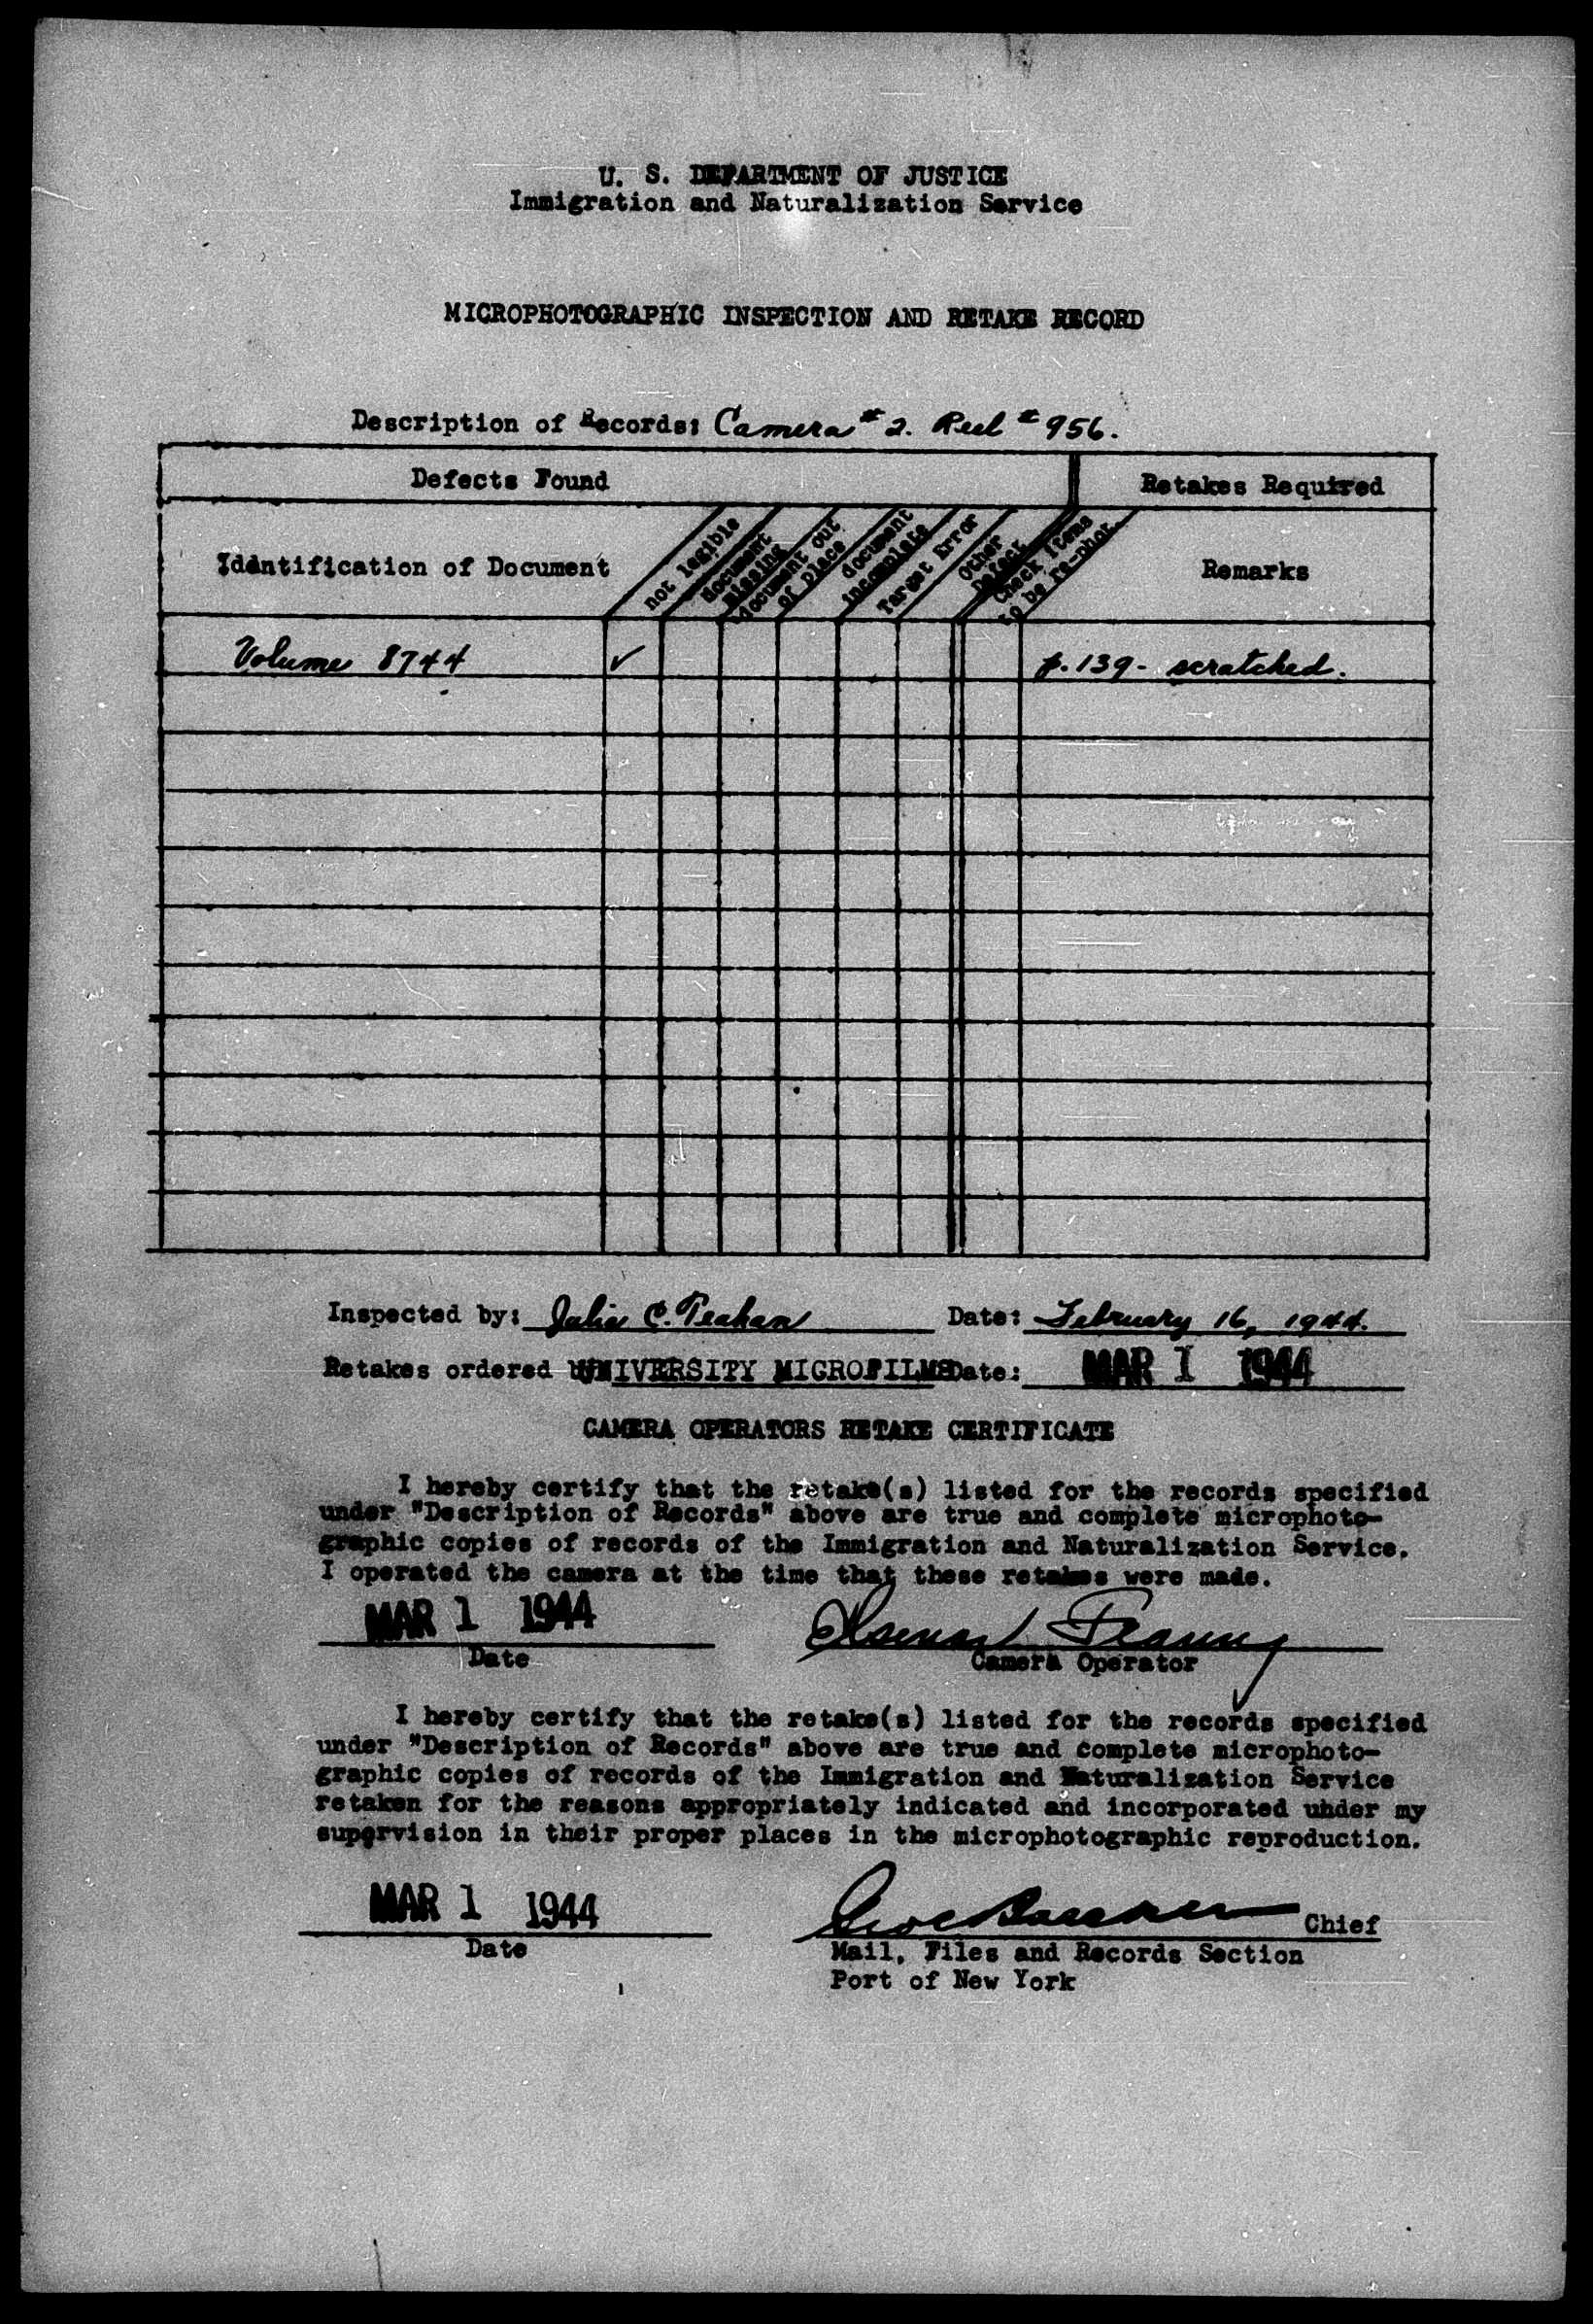 U. S. DEPARTMENT OF JUSTICE
Immigration and Naturalization Service
MICROPHOTOGRAPHIC INSPECTION AND RETAKE RECORD
Description of Records: Camera # 2. Reel # 956.
Defects Found
Retakes Required
Identification of Document
not legible
document missing
document out of place
document incomplete
Target Error
Other Defect
Check items to be re-phot.
Remarks
Volume 8744 ✓ p. 139 - scratched.
Inspected by: Julia C. Date: February 16, 1944.
Retakes ordered UNIVERSITY MICROFILMS Date: MAR 1 1944
CAMERA OPERATORS RETAKE CERTIFICATE
I hereby certify that the retake(s) listed for the records specified
under "Description of Records" above are true and complete microphoto-
graphic copies of records of the Immigration and Naturalization Service.
I operated the camera at the time that these retakes were made.
MAR 1 1944
Date
Camera Operator
I hereby certify that the retake(s) listed for the records specified
under "Description of Records" above are true and complete microphoto-
graphic copies of records of the Immigration and Naturalization Service
retaken for the reasons appropriately indicated and incorporated under my
supervision in their proper places in the microphotographic reproduction.
MAR 1 1944
Chief
Date
Mail, Files and Records Section
Port of New York